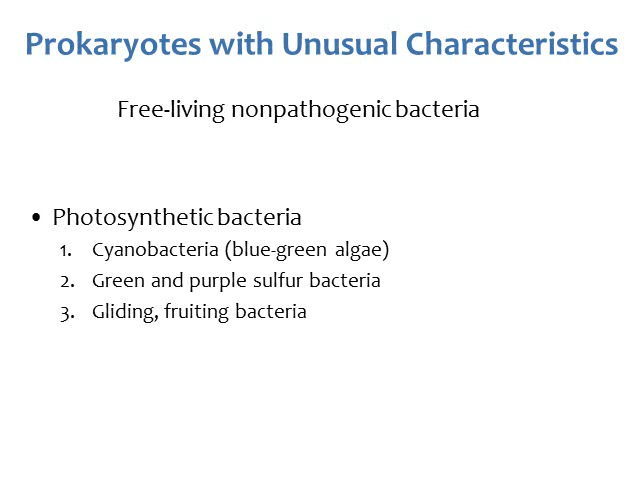 Prokaryotes with Unusual Characteristics
Free-living nonpathogenic bacteria
• Photosynthetic bacteria
1. Cyanobacteria (blue-green algae)
2. Green and purple sulfur bacteria
3. Gliding, fruiting bacteria